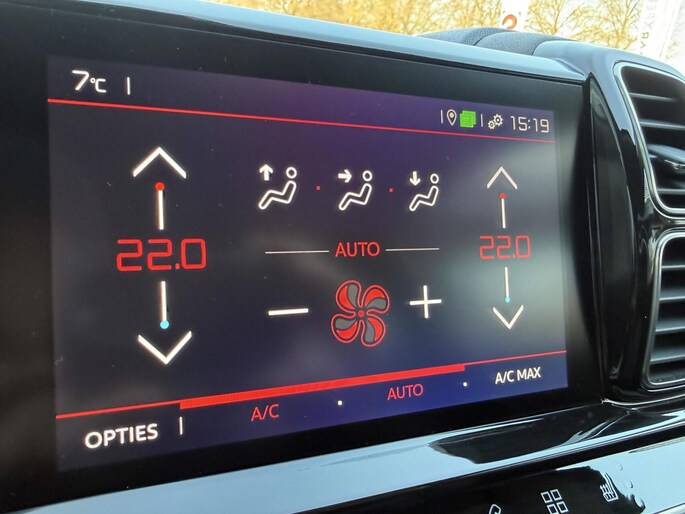 7°C
15:19
22.0
22.0
AUTO
A/C
AUTO
A/C MAX
OPTIES